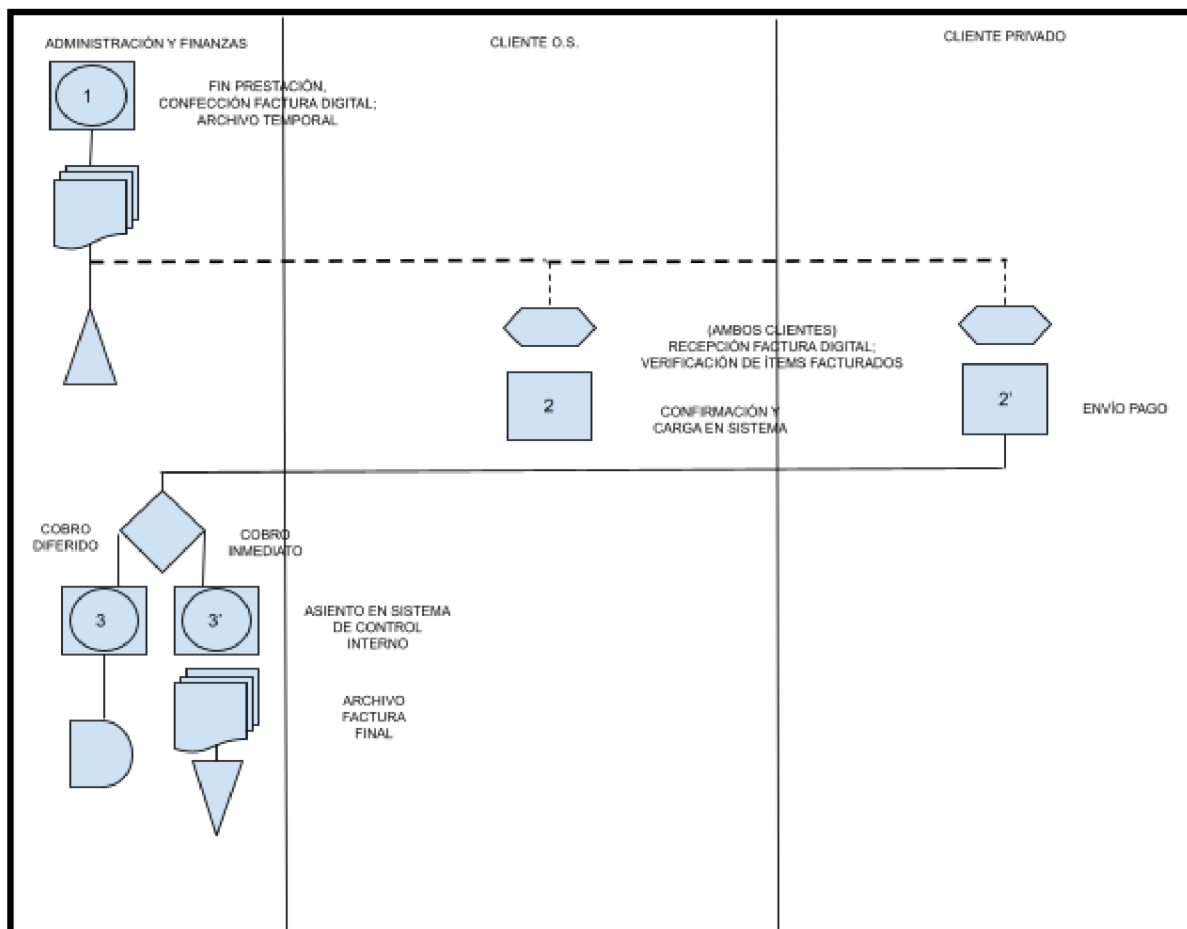 ADMINISTRACIÓN Y FINANZAS
CLIENTE O.S.
CLIENTE PRIVADO
1
FIN PRESTACIÓN,
CONFECCIÓN FACTURA DIGITAL;
ARCHIVO TEMPORAL
(AMBOS CLIENTES)
RECEPCIÓN FACTURA DIGITAL;
VERIFICACIÓN DE ÍTEMS FACTURADOS
2
CONFIRMACIÓN Y
CARGA EN SISTEMA
2'
ENVÍO PAGO
COBRO
DIFERIDO
COBRO
INMEDIATO
3
3'
ASIENTO EN SISTEMA
DE CONTROL
INTERNO
ARCHIVO
FACTURA
FINAL